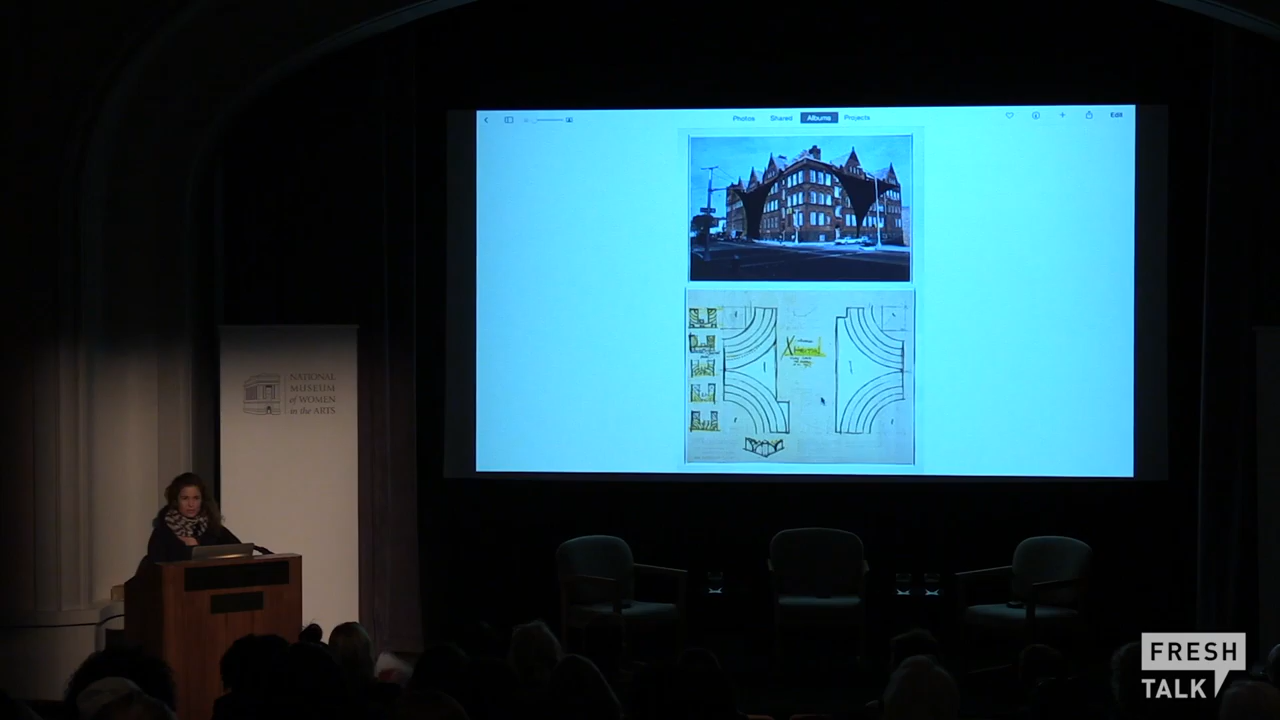 Photos Shared Albums Projects Edit
NATIONAL
MUSEUM
of WOMEN
in the ARTS
FRESH
TALK